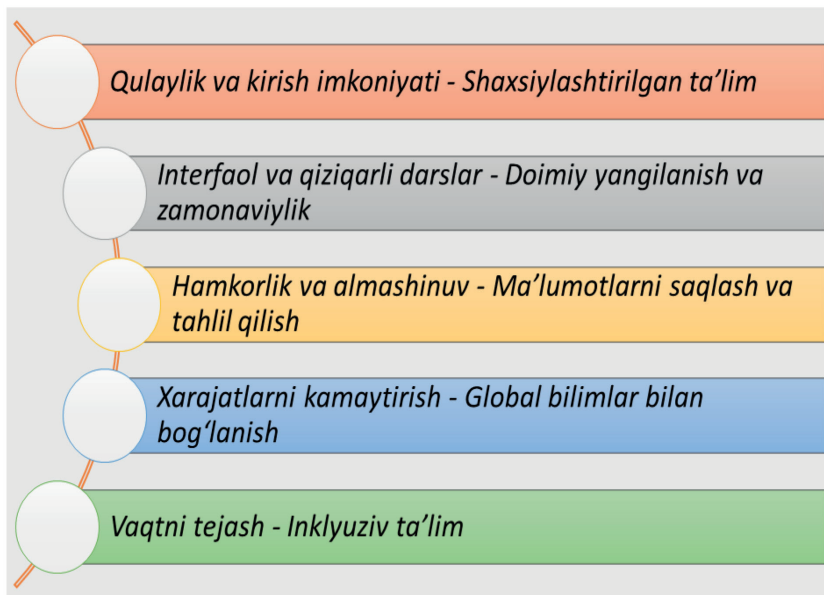 Qulaylik va kirish imkoniyati - Shaxsiylashtirilgan ta’lim
Interfaol va qiziqarli darslar - Doimiy yangilanish va
zamonaviylik
Hamkorlik va almashinuv - Ma’lumotlarni saqlash va
tahlil qilish
Xarajatlarni kamaytirish - Global bilimlar bilan
bog‘lanish
Vaqtni tejash - Inklyuziv ta’lim